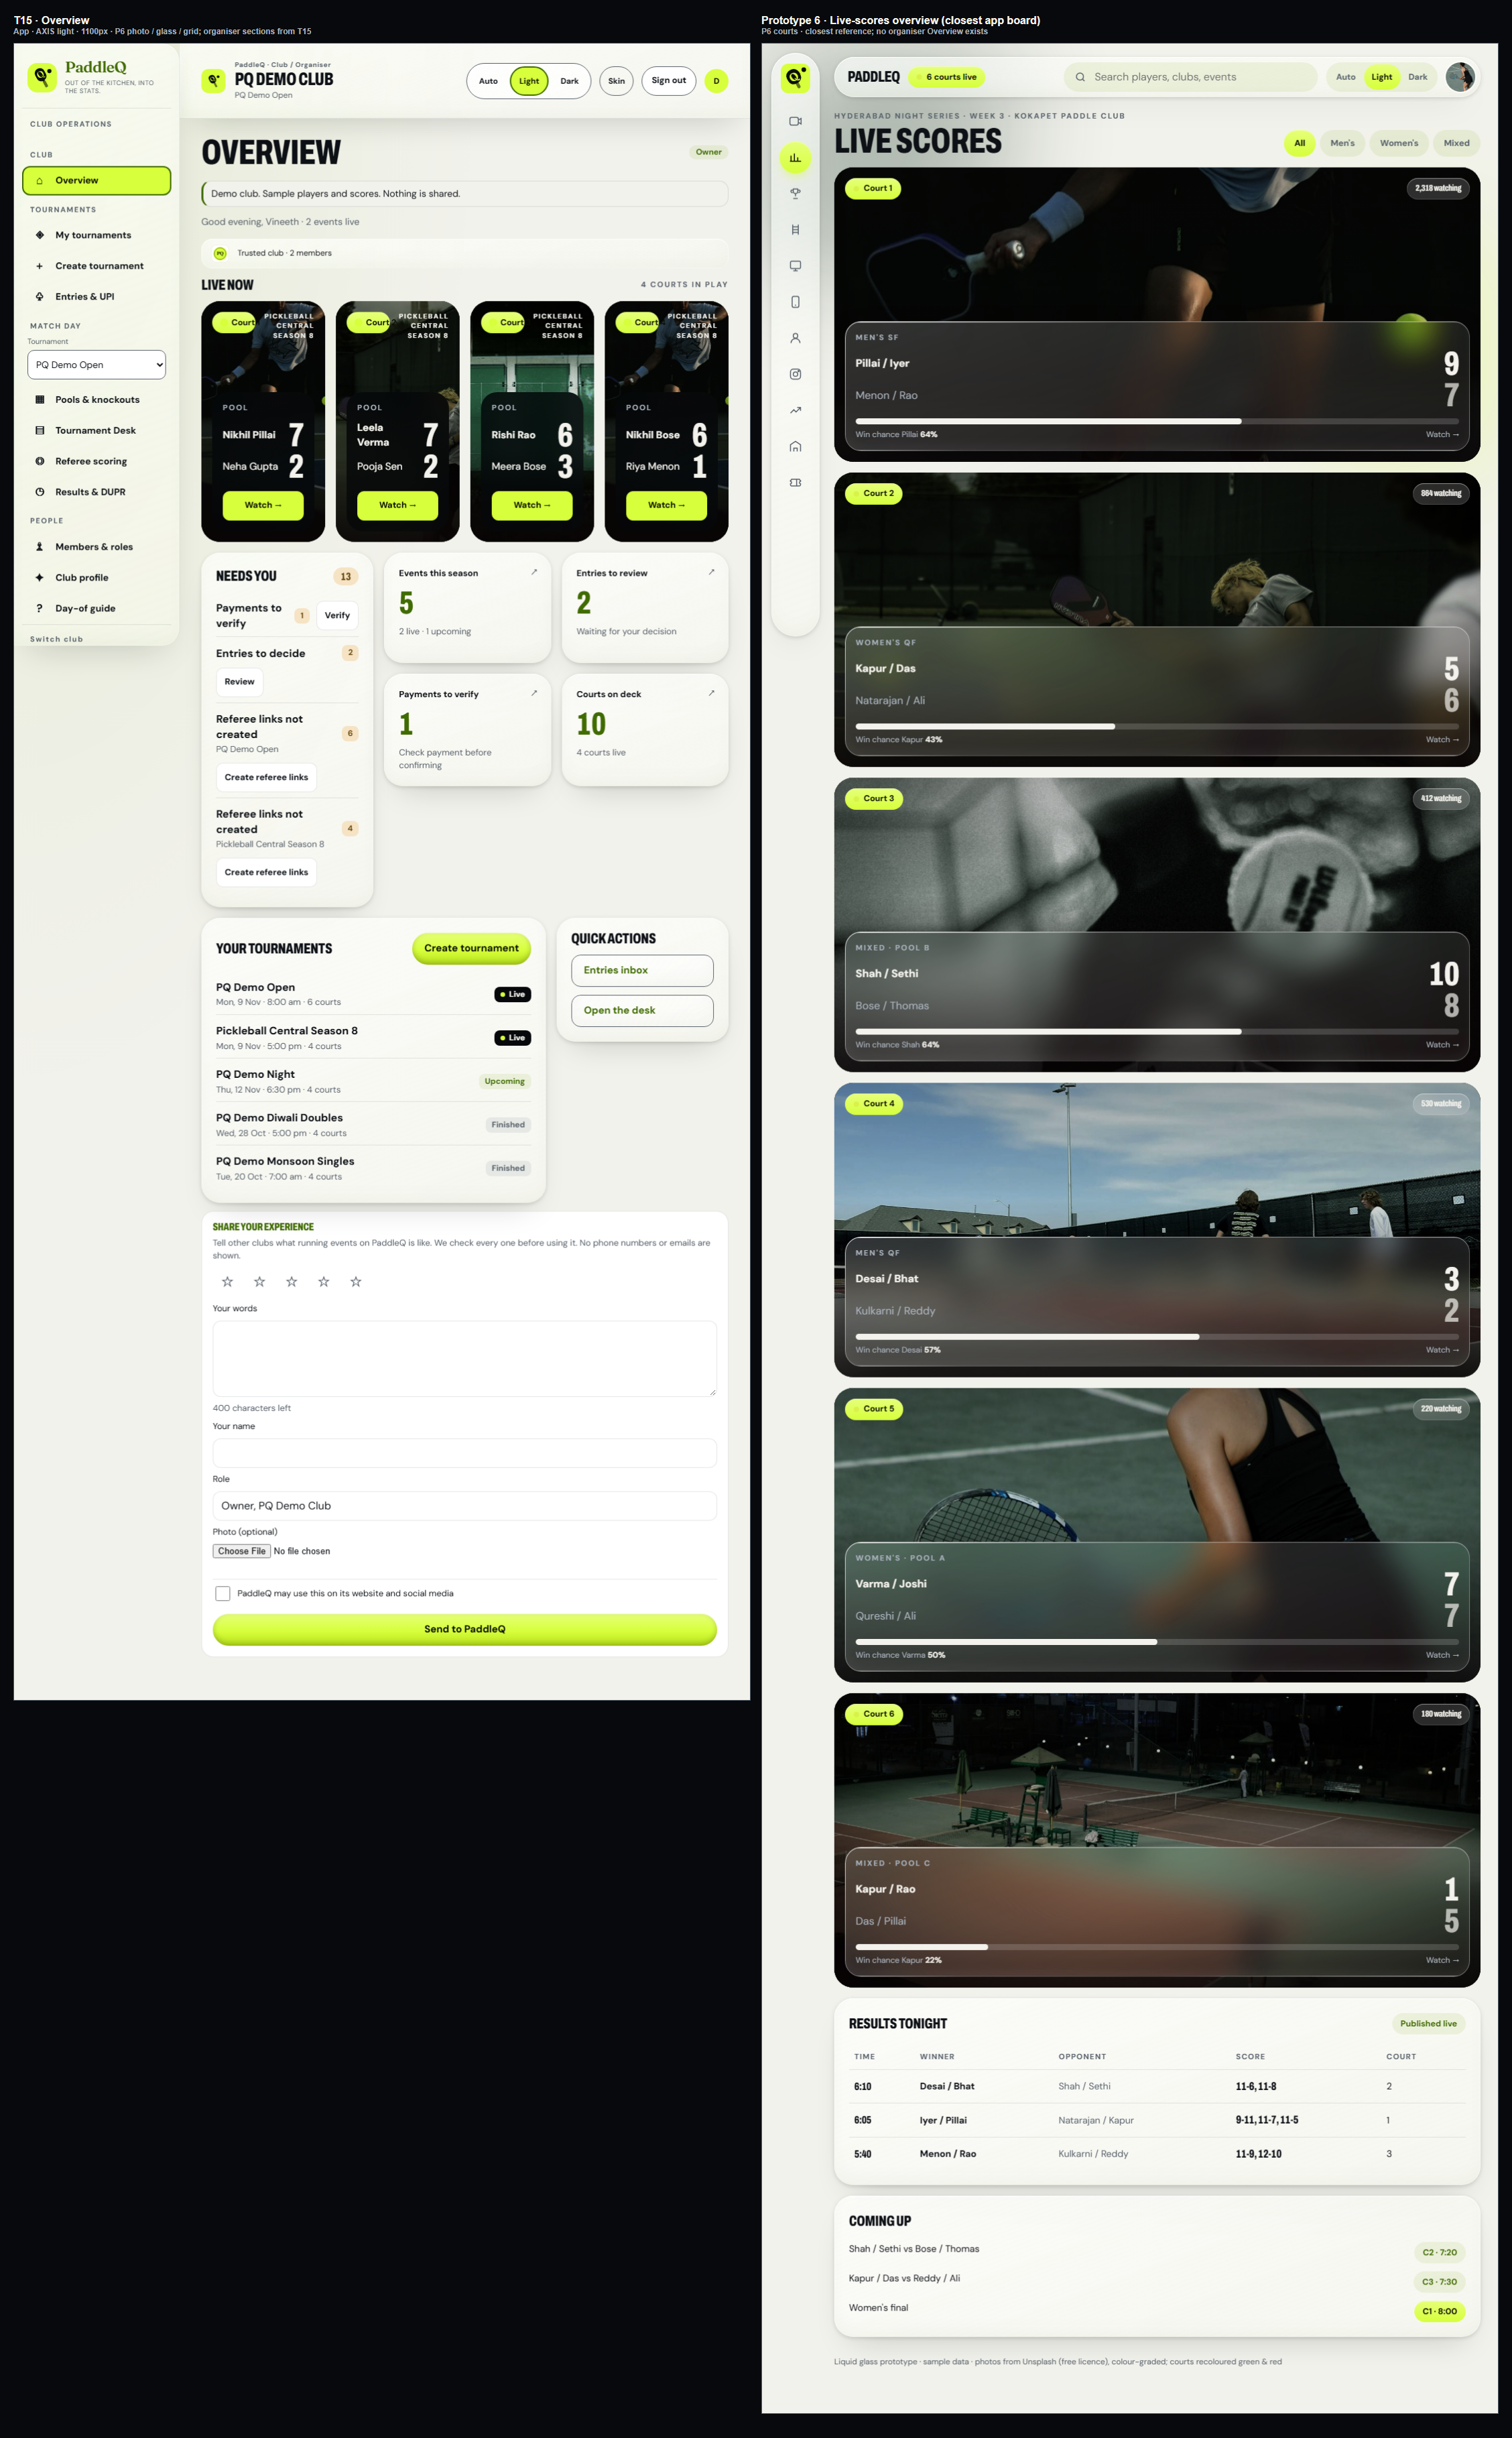 T15 · Overview
App · AXIS light · 1100px · P6 photo / glass / grid; organiser sections from T15
PaddleQ
OUT OF THE KITCHEN, INTO
THE STATS.
CLUB OPERATIONS
CLUB
Overview
TOURNAMENTS
My tournaments
Create tournament
Entries & UPI
MATCH DAY
Tournament
PQ Demo Open
Pools & knockouts
Tournament Desk
Referee scoring
Results & DUPR
PEOPLE
Members & roles
Club profile
Day-of guide
Switch club
PaddleQ · Club / Organiser
PQ DEMO CLUB
PQ Demo Open
Auto
Light
Dark
Skin
Sign out
D
OVERVIEW
Owner
Demo club. Sample players and scores. Nothing is shared.
Good evening, Vineeth · 2 events live
PQ
Trusted club · 2 members
LIVE NOW
4 COURTS IN PLAY
Court
PICKLEBALL
CENTRAL
SEASON 8
POOL
Nikhil Pillai 7
Neha Gupta 2
Watch →
Court
PICKLEBALL
CENTRAL
SEASON 8
POOL
Leela
Verma 7
Pooja Sen 2
Watch →
Court
PICKLEBALL
CENTRAL
SEASON 8
POOL
Rishi Rao 6
Meera Bose 3
Watch →
Court
PICKLEBALL
CENTRAL
SEASON 8
POOL
Nikhil Bose 6
Riya Menon 1
Watch →
NEEDS YOU 13
Payments to
verify
1
Verify
Entries to decide 2
Review
Referee links not
created
6
PQ Demo Open
Create referee links
Referee links not
created
4
Pickleball Central Season 8
Create referee links
Events this season ↗
5
2 live · 1 upcoming
Entries to review ↗
2
Waiting for your decision
Payments to verify ↗
1
Check payment before
confirming
Courts on deck ↗
10
4 courts live
YOUR TOURNAMENTS
Create tournament
PQ Demo Open
Mon, 9 Nov · 8:00 am · 6 courts
Live
Pickleball Central Season 8
Mon, 9 Nov · 5:00 pm · 4 courts
Live
PQ Demo Night
Thu, 12 Nov · 6:30 pm · 4 courts
Upcoming
PQ Demo Diwali Doubles
Wed, 28 Oct · 5:00 pm · 4 courts
Finished
PQ Demo Monsoon Singles
Tue, 20 Oct · 7:00 am · 4 courts
Finished
QUICK ACTIONS
Entries inbox
Open the desk
SHARE YOUR EXPERIENCE
Tell other clubs what running events on PaddleQ is like. We check every one before using it. No phone numbers or emails are
shown.
Your words
400 characters left
Your name
Role
Owner, PQ Demo Club
Photo (optional)
Choose File No file chosen
PaddleQ may use this on its website and social media
Send to PaddleQ
Prototype 6 · Live-scores overview (closest app board)
P6 courts · closest reference; no organiser Overview exists
PADDLEQ
6 courts live
Search players, clubs, events
Auto
Light
Dark
HYDERABAD NIGHT SERIES · WEEK 3 · KOKAPET PADDLE CLUB
LIVE SCORES
All
Men's
Women's
Mixed
Court 1
2,318 watching
MEN'S SF
Pillai / Iyer 9
Menon / Rao 7
Win chance Pillai 64%
Watch →
Court 2
864 watching
WOMEN'S QF
Kapur / Das 5
Natarajan / Ali 6
Win chance Kapur 43%
Watch →
Court 3
412 watching
MIXED · POOL B
Shah / Sethi 10
Bose / Thomas 8
Win chance Shah 64%
Watch →
Court 4
530 watching
MEN'S QF
Desai / Bhat 3
Kulkarni / Reddy 2
Win chance Desai 57%
Watch →
Court 5
220 watching
WOMEN'S · POOL A
Varma / Joshi 7
Qureshi / Ali 7
Win chance Varma 50%
Watch →
Court 6
180 watching
MIXED · POOL C
Kapur / Rao 1
Das / Pillai 5
Win chance Kapur 22%
Watch →
RESULTS TONIGHT
Published live
TIME WINNER OPPONENT SCORE COURT
6:10 Desai / Bhat Shah / Sethi 11-6, 11-8 2
6:05 Iyer / Pillai Natarajan / Kapur 9-11, 11-7, 11-5 1
5:40 Menon / Rao Kulkarni / Reddy 11-9, 12-10 3
COMING UP
Shah / Sethi vs Bose / Thomas C2 · 7:20
Kapur / Das vs Reddy / Ali C3 · 7:30
Women's final C1 · 8:00
Liquid glass prototype · sample data · photos from Unsplash (free licence), colour-graded; courts recoloured green & red